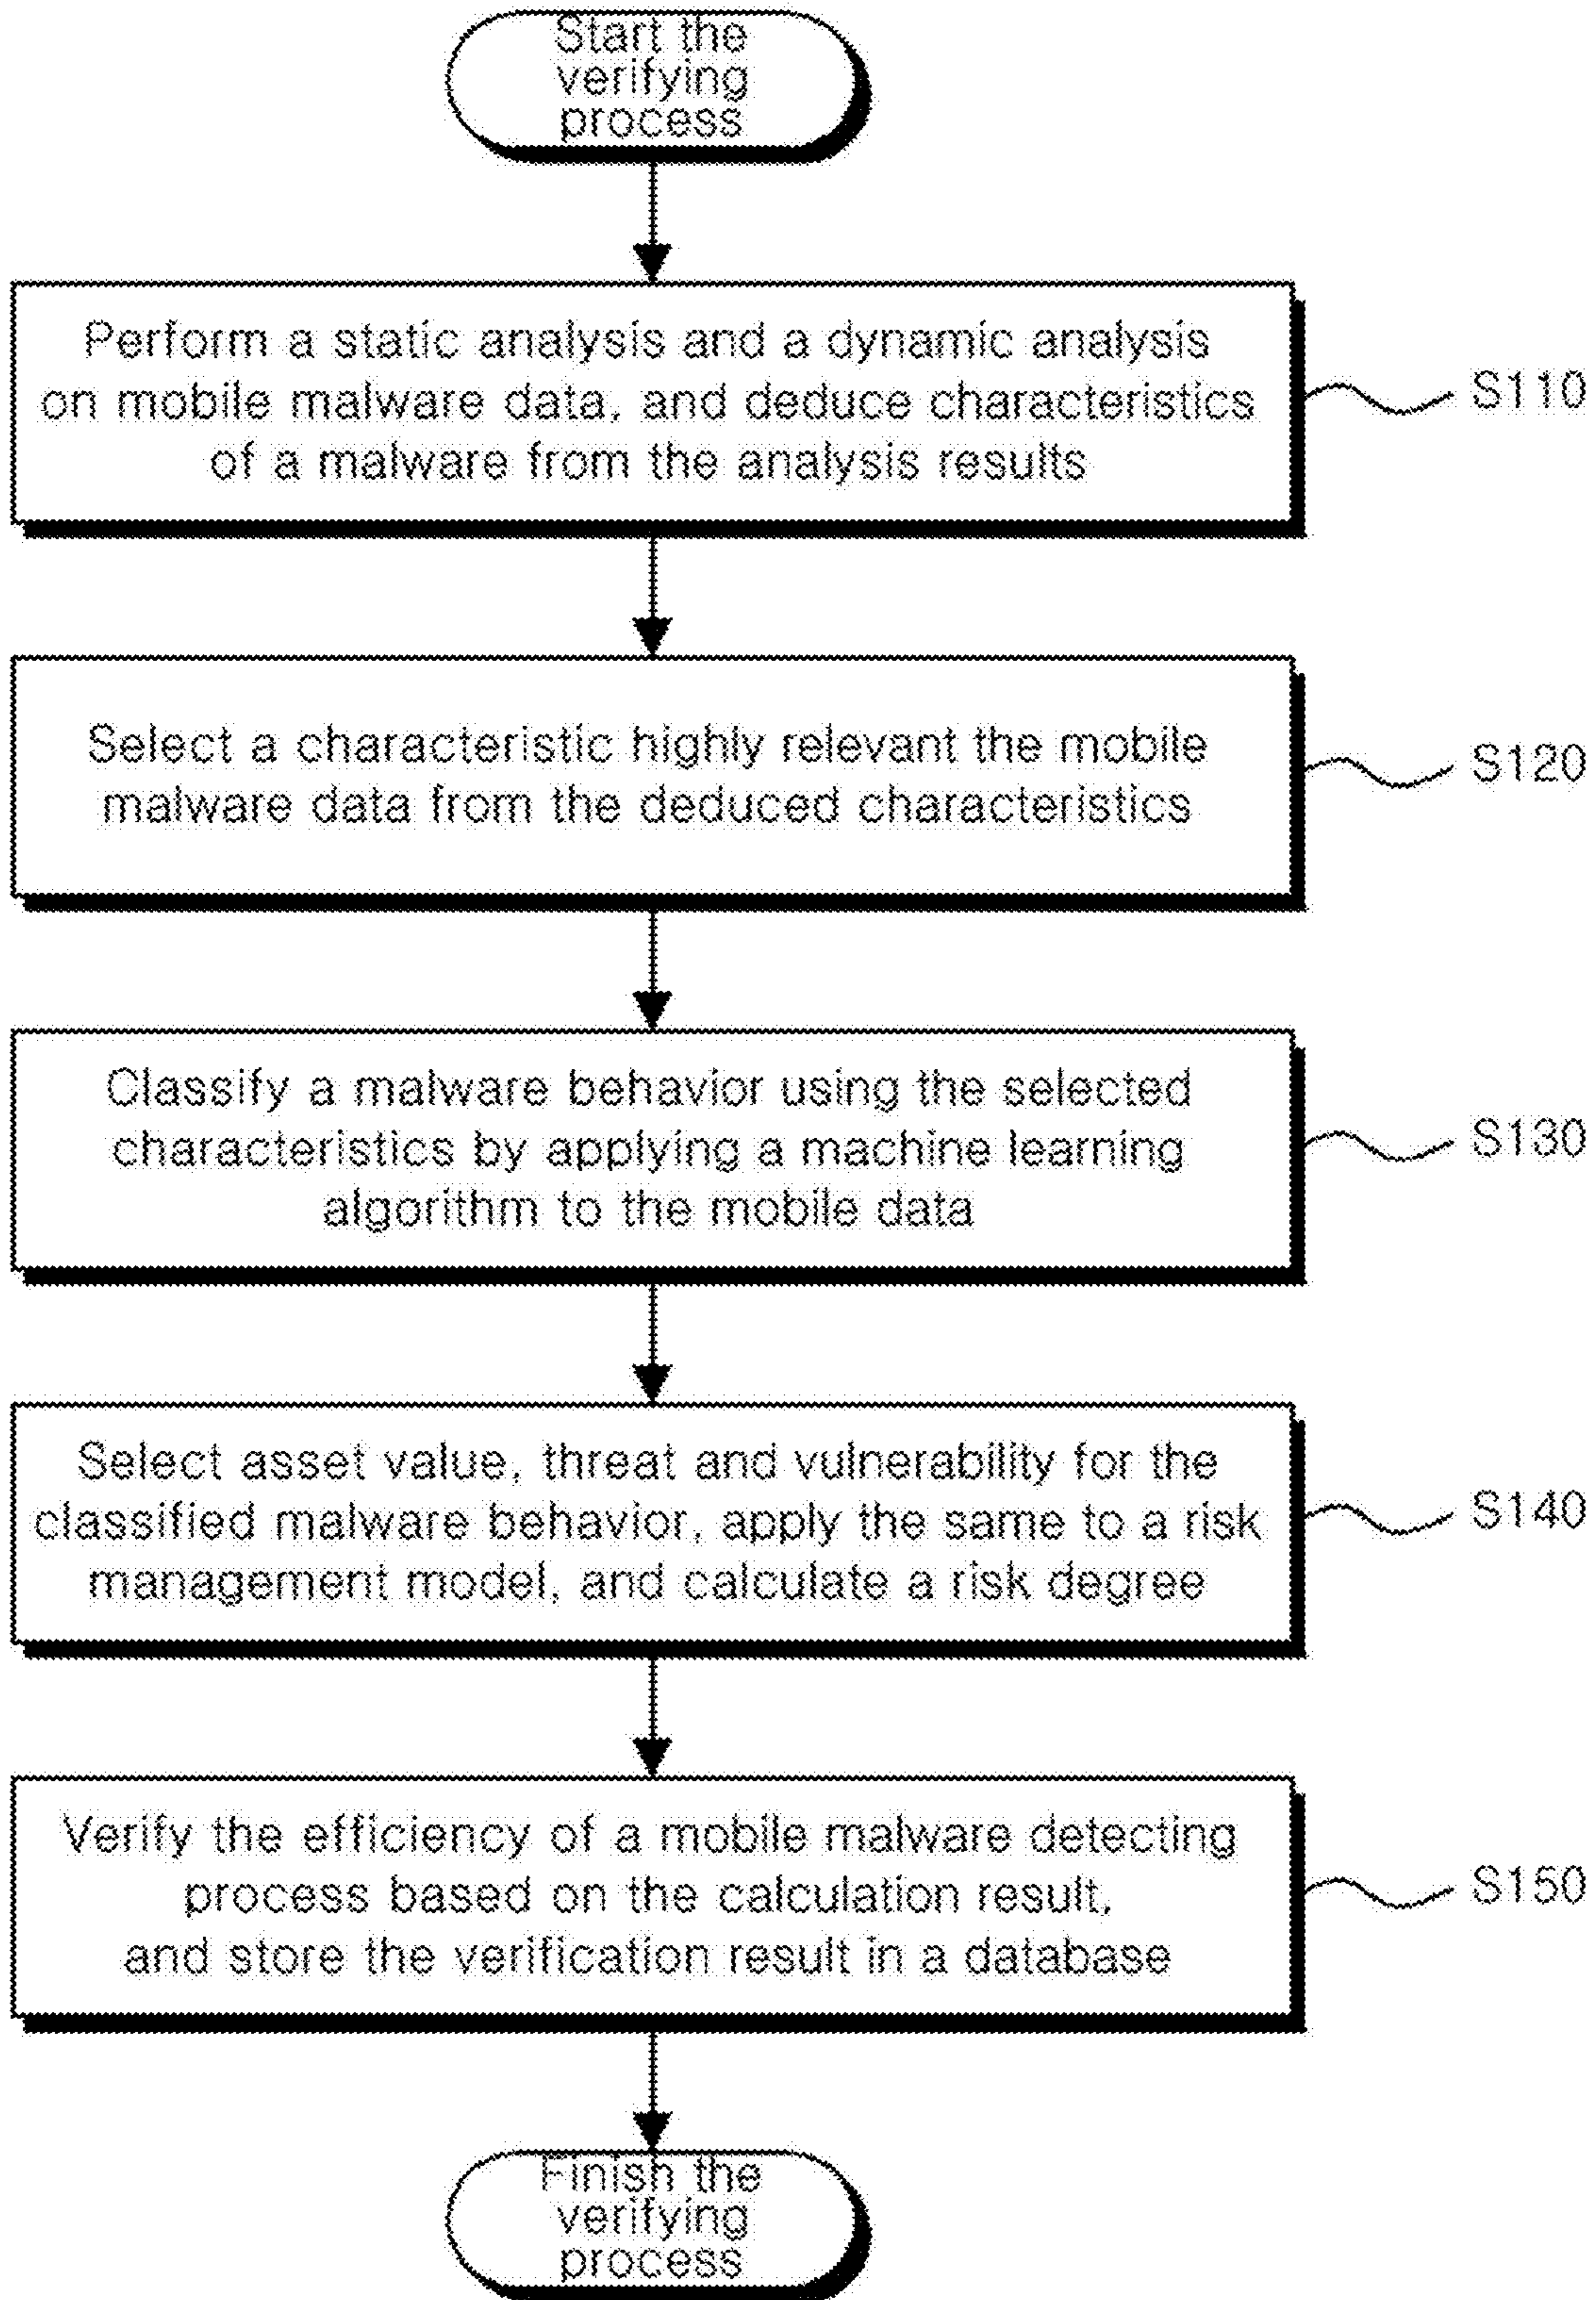 Start the
verifying
process
Perform a static analysis and a dynamic analysis
on mobile malware data, and deduce characteristics
of a malware from the analysis results
S110
Select a characteristic highly relevant the mobile
malware data from the deduced characteristics
S120
Classify a malware behavior using the selected
characteristics by applying a machine learning
algorithm to the mobile data
S130
Select asset value, threat and vulnerability for the
classified malware behavior, apply the same to a risk
management model, and calculate a risk degree
S140
Verify the efficiency of a mobile malware detecting
process based on the calculation result,
and store the verification result in a database
S150
Finish the
verifying
process